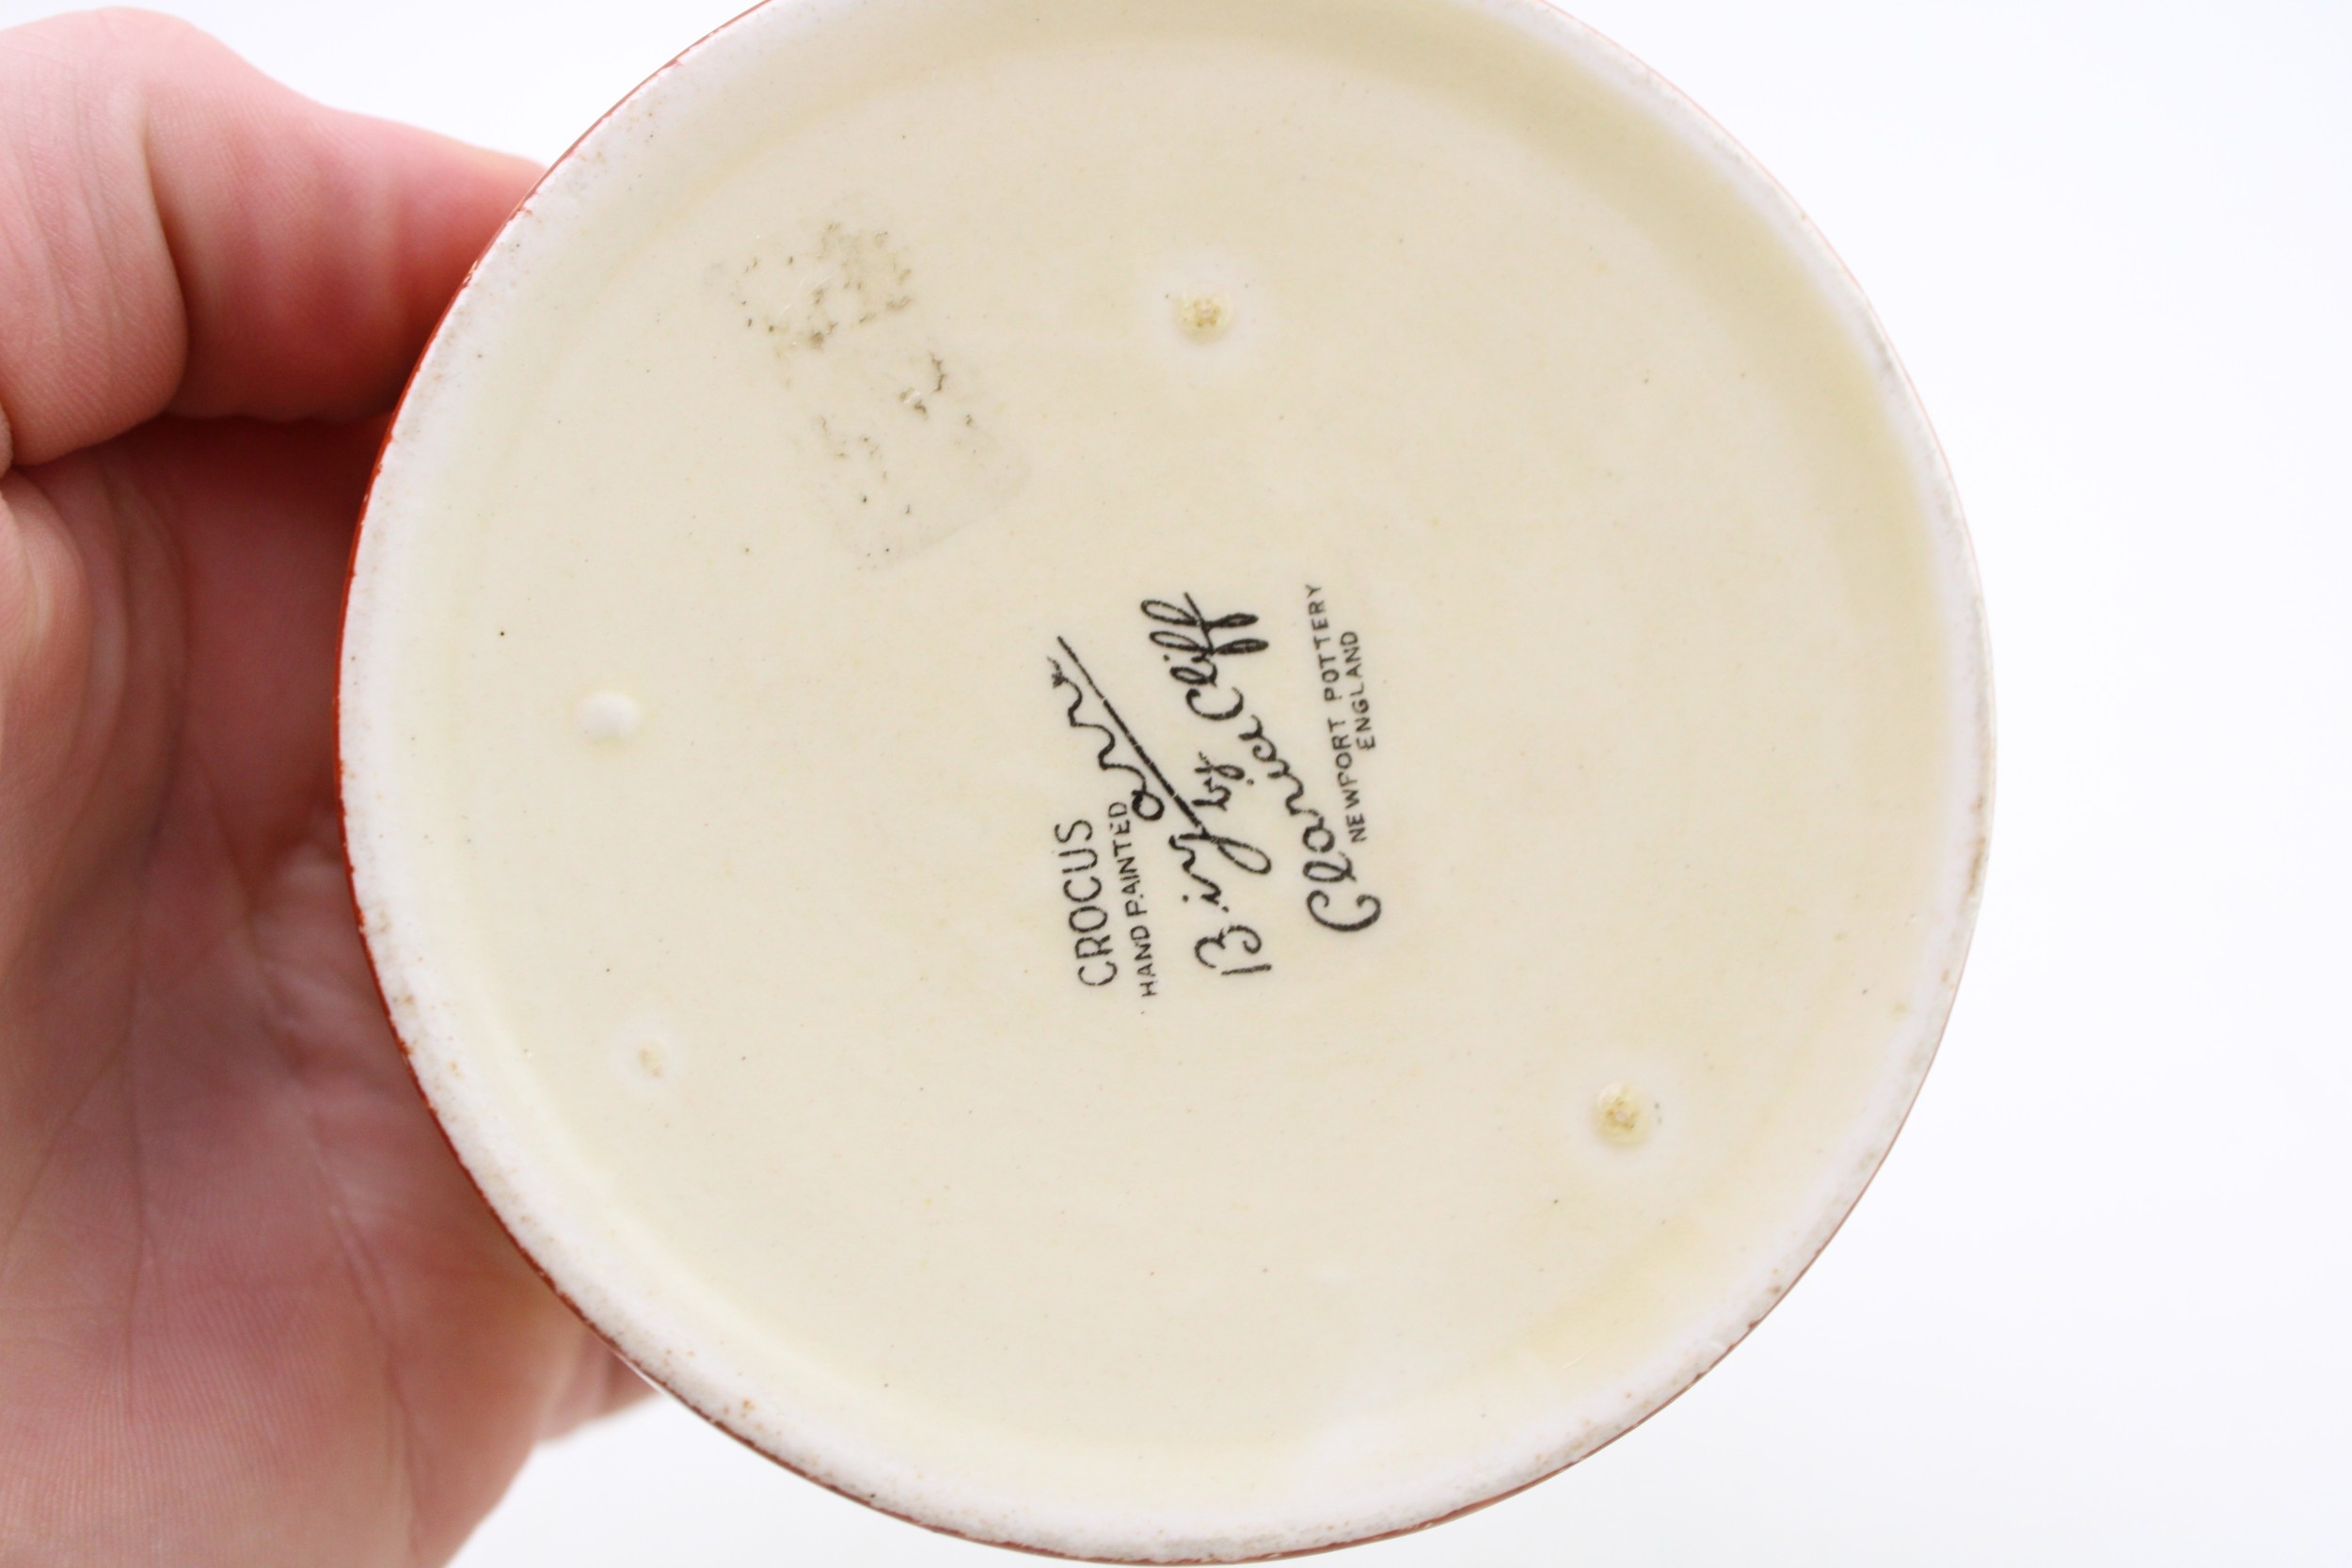 CROCUS
HAND PAINTED
Bizarre
by
Clarice Cliff
NEWPORT POTTERY
ENGLAND